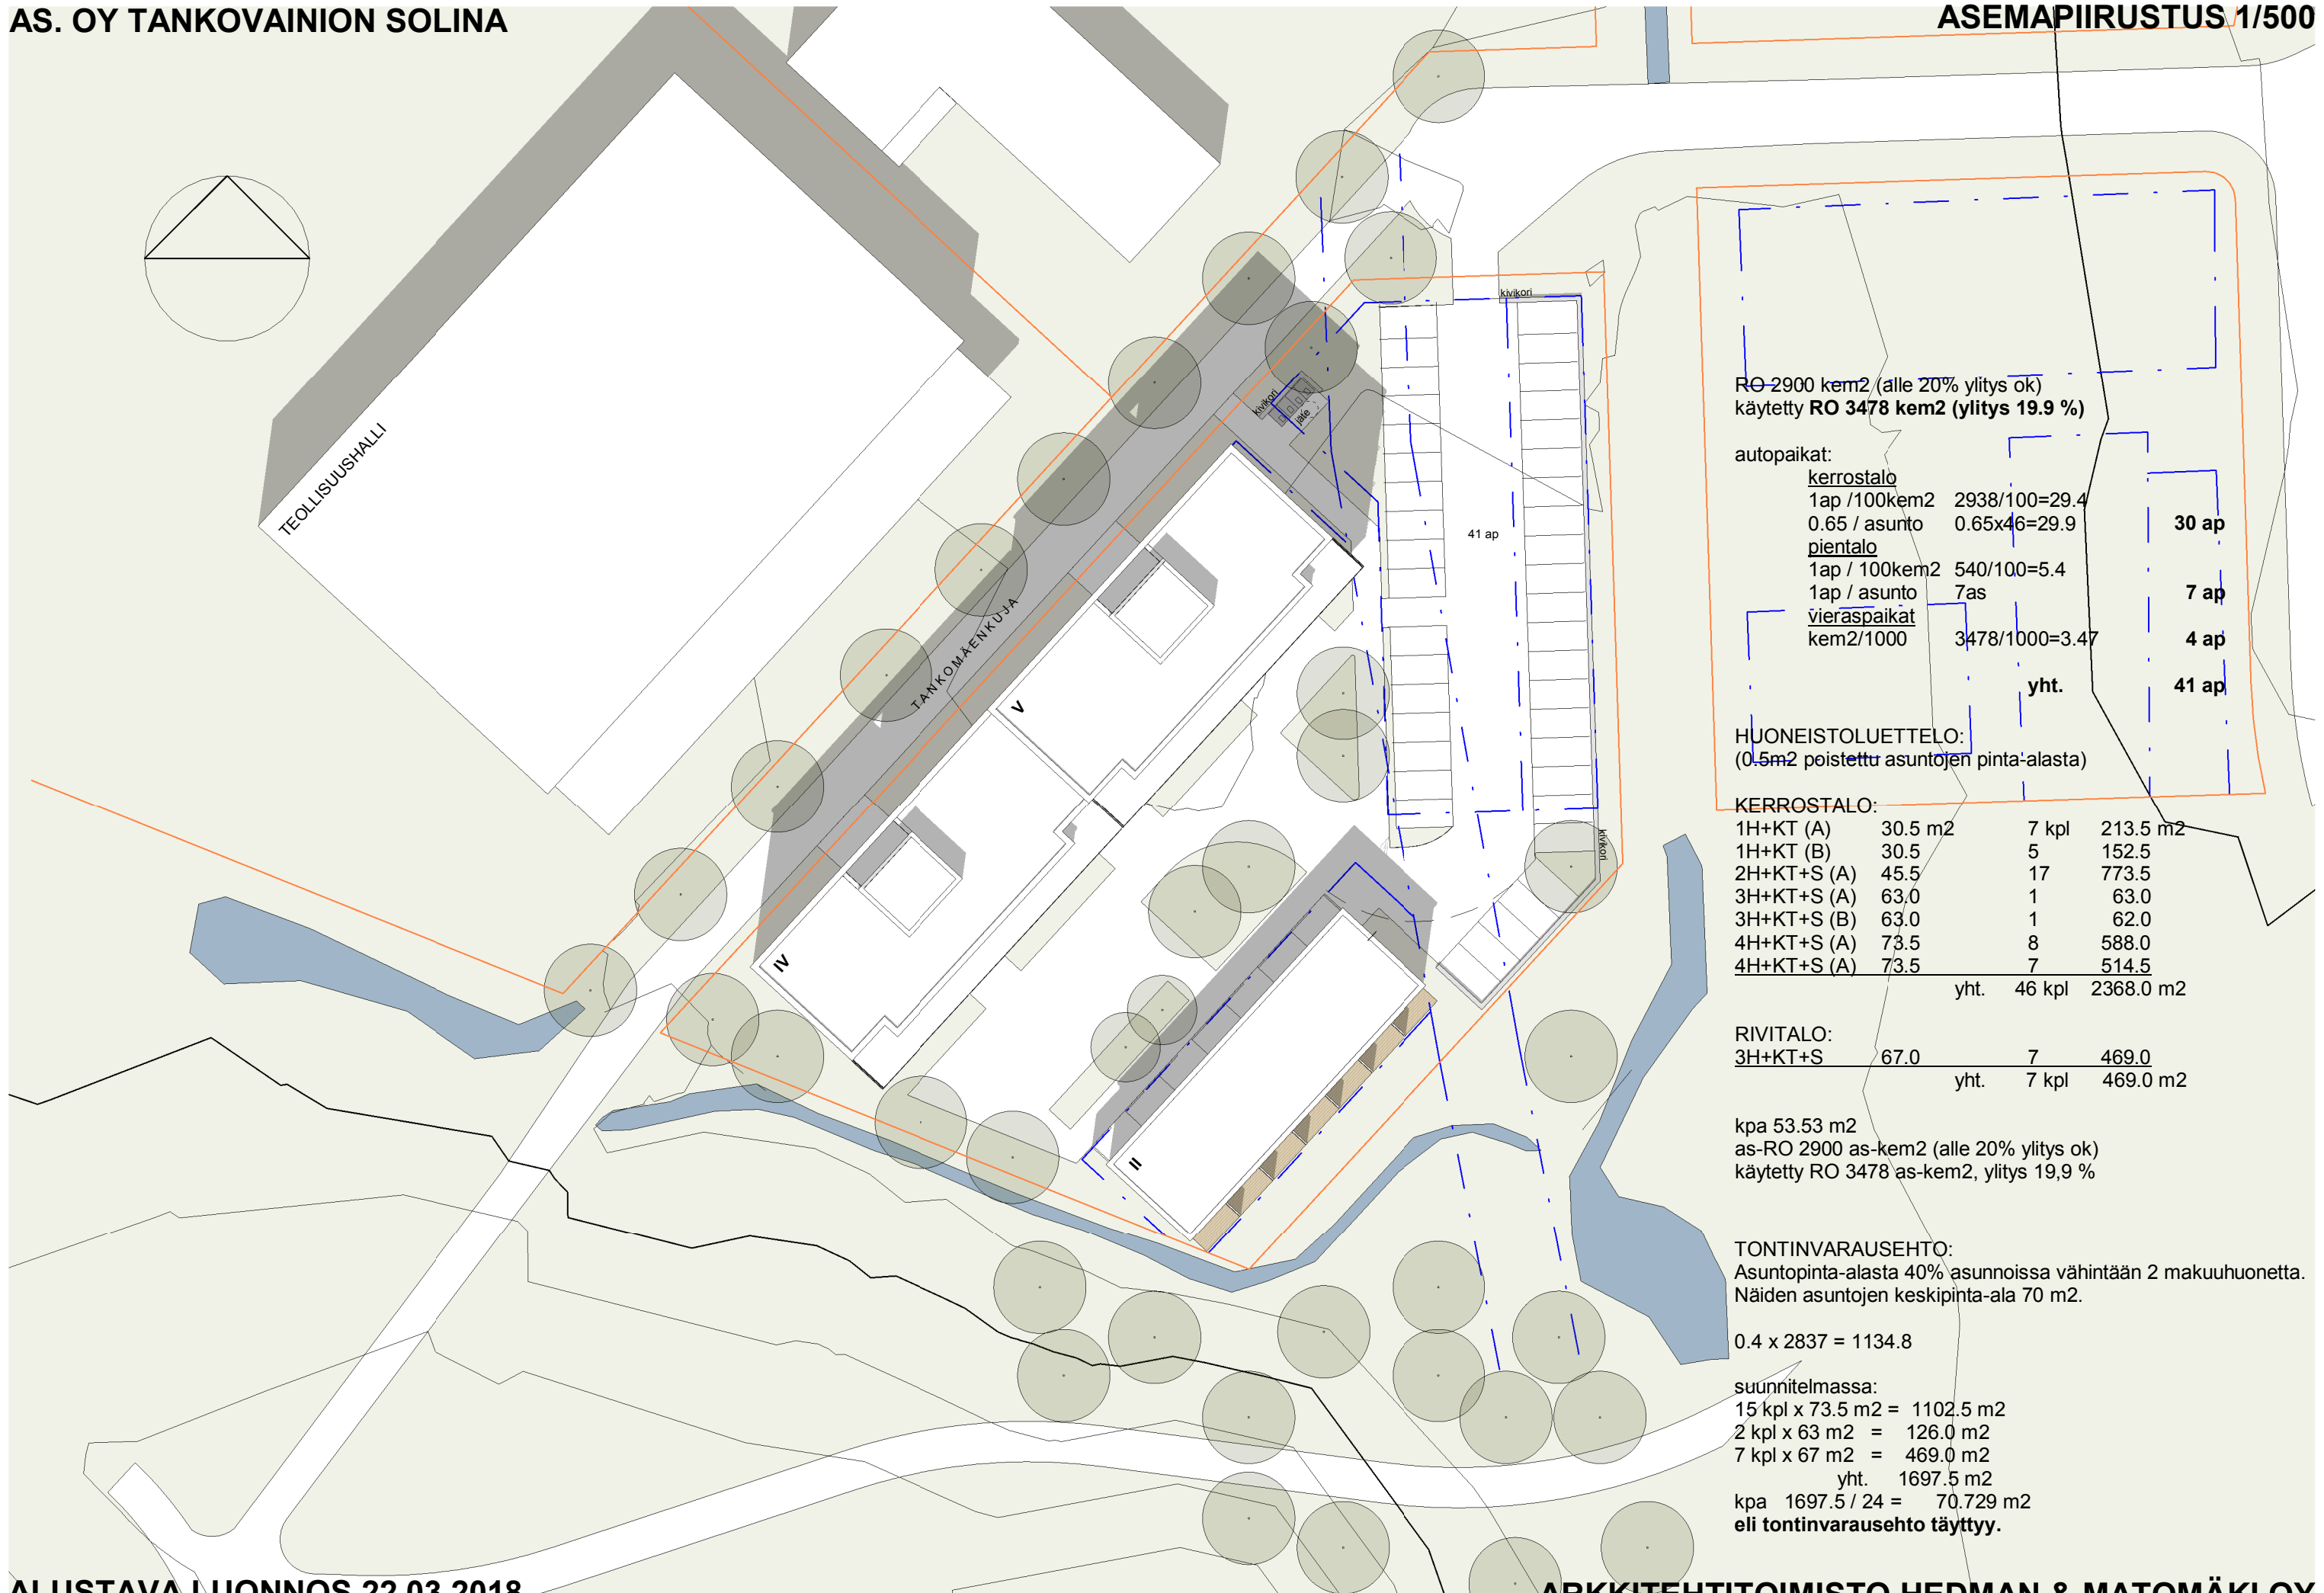 AS. OY TANKOVAINION SOLINA
ASEMAPIIRUSTUS 1/500
TEOLLISUUSHALLI
TANKOMÄENKUJA
kivikori
kivikori
jäte
kivikori
41 ap
V
IV
II
RO 2900 kem2 (alle 20% ylitys ok)
käytetty RO 3478 kem2 (ylitys 19.9 %)
autopaikat:
kerrostalo
1ap /100kem2 2938/100=29.4
0.65 / asunto 0.65x46=29.9 30 ap
pientalo
1ap / 100kem2 540/100=5.4
1ap / asunto 7as 7 ap
vieraspaikat
kem2/1000 3478/1000=3.47 4 ap
yht. 41 ap
HUONEISTOLUETTELO:
(0.5m2 poistettu asuntojen pinta-alasta)
KERROSTALO:
1H+KT (A) 30.5 m2 7 kpl 213.5 m2
1H+KT (B) 30.5 5 152.5
2H+KT+S (A) 45.5 17 773.5
3H+KT+S (A) 63.0 1 63.0
3H+KT+S (B) 63.0 1 62.0
4H+KT+S (A) 73.5 8 588.0
4H+KT+S (A) 73.5 7 514.5
yht. 46 kpl 2368.0 m2
RIVITALO:
3H+KT+S 67.0 7 469.0
yht. 7 kpl 469.0 m2
kpa 53.53 m2
as-RO 2900 as-kem2 (alle 20% ylitys ok)
käytetty RO 3478 as-kem2, ylitys 19,9 %
TONTINVARAUSEHTO:
Asuntopinta-alasta 40% asunnoissa vähintään 2 makuuhuonetta.
Näiden asuntojen keskipinta-ala 70 m2.
0.4 x 2837 = 1134.8
suunnitelmassa:
15 kpl x 73.5 m2 = 1102.5 m2
2 kpl x 63 m2 = 126.0 m2
7 kpl x 67 m2 = 469.0 m2
yht. 1697.5 m2
kpa 1697.5 / 24 = 70.729 m2
eli tontinvarausehto täyttyy.
ALUSTAVA LUONNOS 22.03.2018
ARKKITEHTITOIMISTO HEDMAN & MATOMÄKI OY